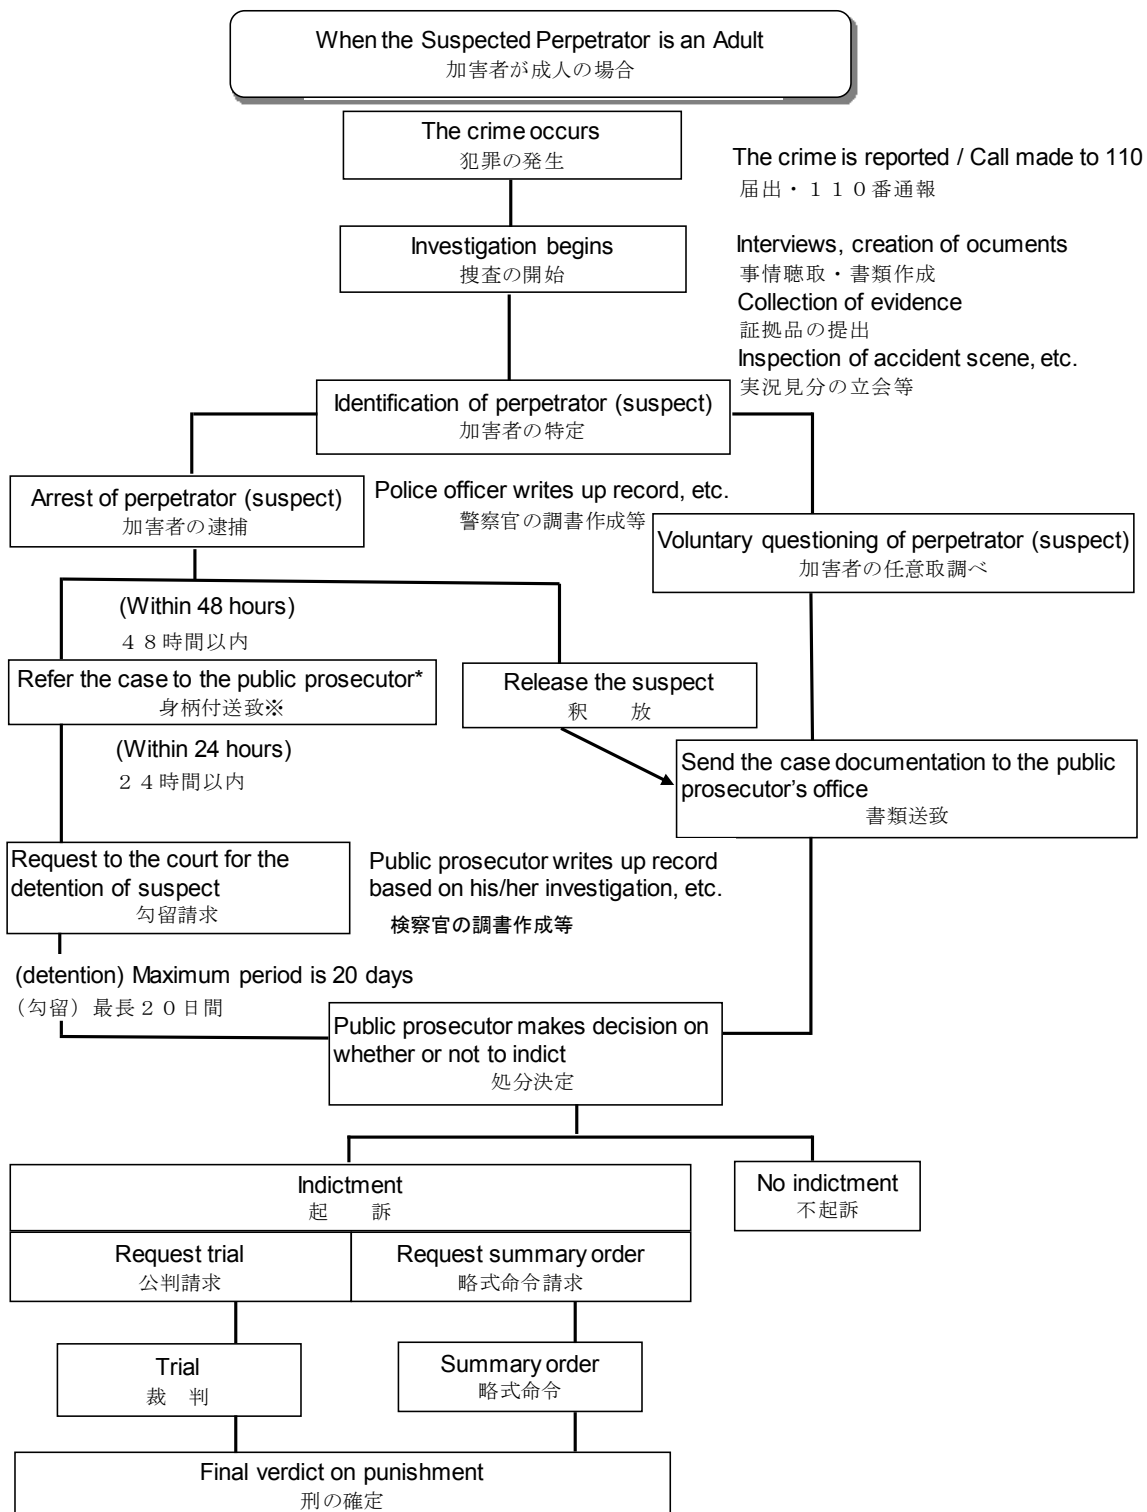 When the Suspected Perpetrator is an Adult
加害者が成人の場合
The crime occurs
犯罪の発生
The crime is reported / Call made to 110
届出・１１０番通報
Investigation begins
捜査の開始
Interviews, creation of ocuments
事情聴取・書類作成
Collection of evidence
証拠品の提出
Inspection of accident scene, etc.
実況見分の立会等
Identification of perpetrator (suspect)
加害者の特定
Arrest of perpetrator (suspect)
加害者の逮捕
Police officer writes up record, etc.
警察官の調書作成等
Voluntary questioning of perpetrator (suspect)
加害者の任意取調べ
(Within 48 hours)
４８時間以内
Refer the case to the public prosecutor*
身柄付送致※
Release the suspect
釈　放
(Within 24 hours)
２４時間以内
Send the case documentation to the public
prosecutor's office
書類送致
Request to the court for the
detention of suspect
勾留請求
Public prosecutor writes up record
based on his/her investigation, etc.
検察官の調書作成等
(detention) Maximum period is 20 days
（勾留）最長２０日間
Public prosecutor makes decision on
whether or not to indict
処分決定
Indictment
起　訴
No indictment
不起訴
Request trial
公判請求
Request summary order
略式命令請求
Trial
裁　判
Summary order
略式命令
Final verdict on punishment
刑の確定